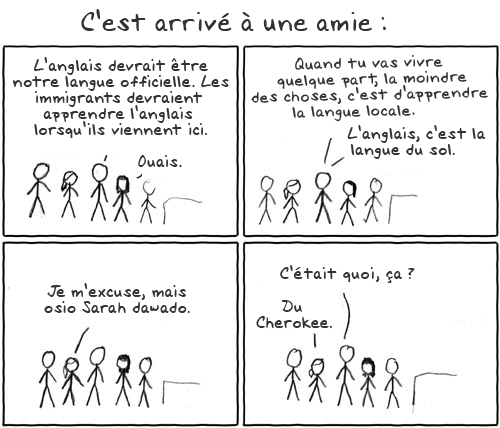 C'est arrivé à une amie :
L'anglais devrait être
notre langue officielle. Les
immigrants devraient
apprendre l'anglais
lorsqu'ils viennent ici.
Ouais.
Quand tu vas vivre
quelque part, la moindre
des choses, c'est d'apprendre
la langue locale.
L'anglais, c'est la
langue du sol.
Je m'excuse, mais
osio Sarah dawado.
C'était quoi, ça ?
Du
Cherokee.